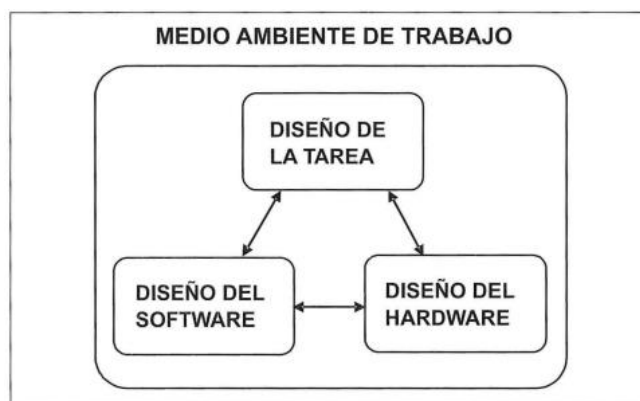 MEDIO AMBIENTE DE TRABAJO
DISEÑO DE
LA TAREA
DISEÑO DEL
SOFTWARE
DISEÑO DEL
HARDWARE